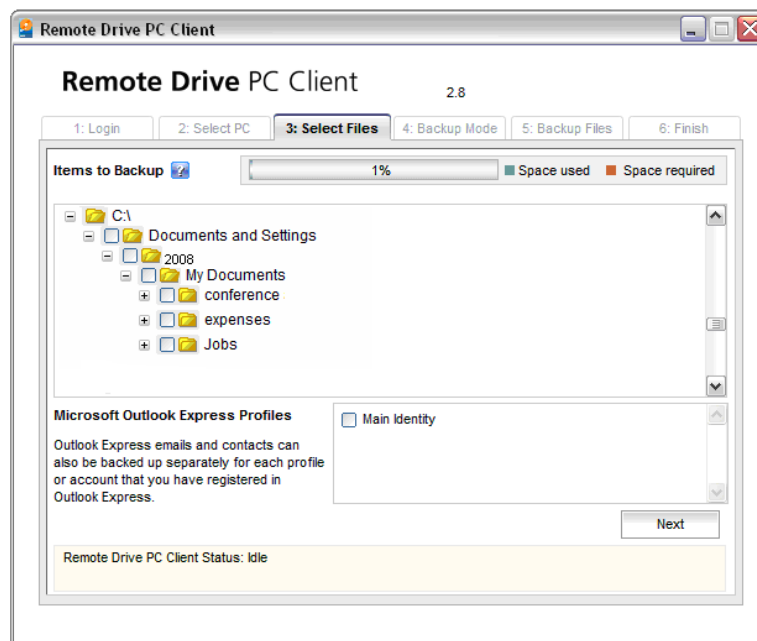 Remote Drive PC Client
Remote Drive PC Client
2.8
1: Login
2: Select PC
3: Select Files
4: Backup Mode
5: Backup Files
6: Finish
Items to Backup ?
1%
Space used
Space required
C:\
Documents and Settings
2008
My Documents
conference
expenses
Jobs
Microsoft Outlook Express Profiles
Outlook Express emails and contacts can
also be backed up separately for each profile
or account that you have registered in
Outlook Express.
Main Identity
Next
Remote Drive PC Client Status: Idle